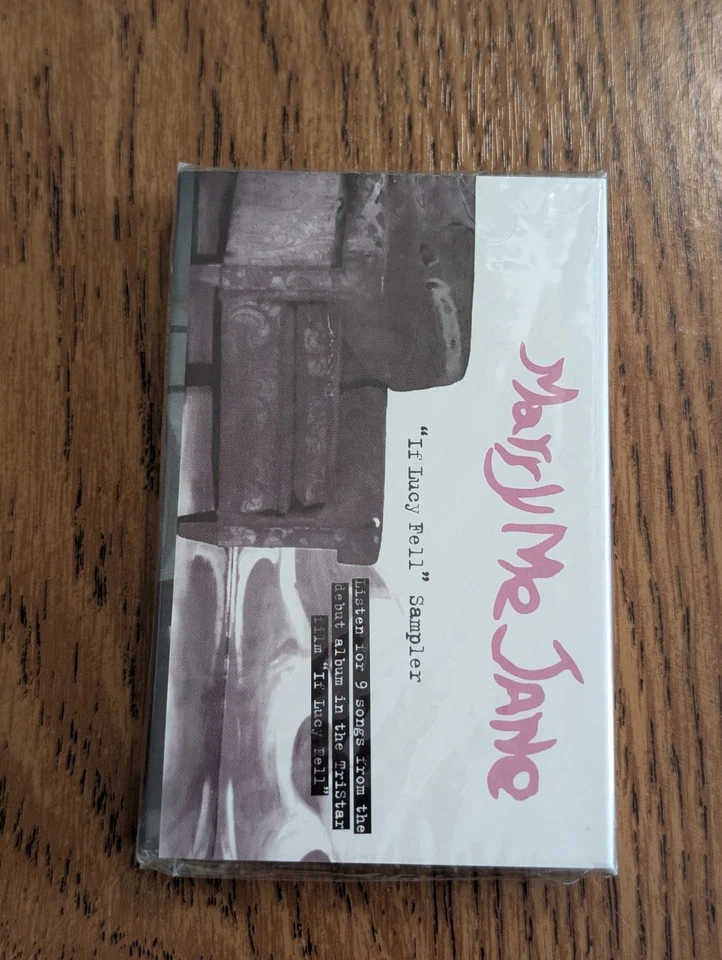 Marry Me Jane
"If Lucy Fell" Sampler
Listen for 9 songs from the
debut album in the TriStar
film "If Lucy Fell"